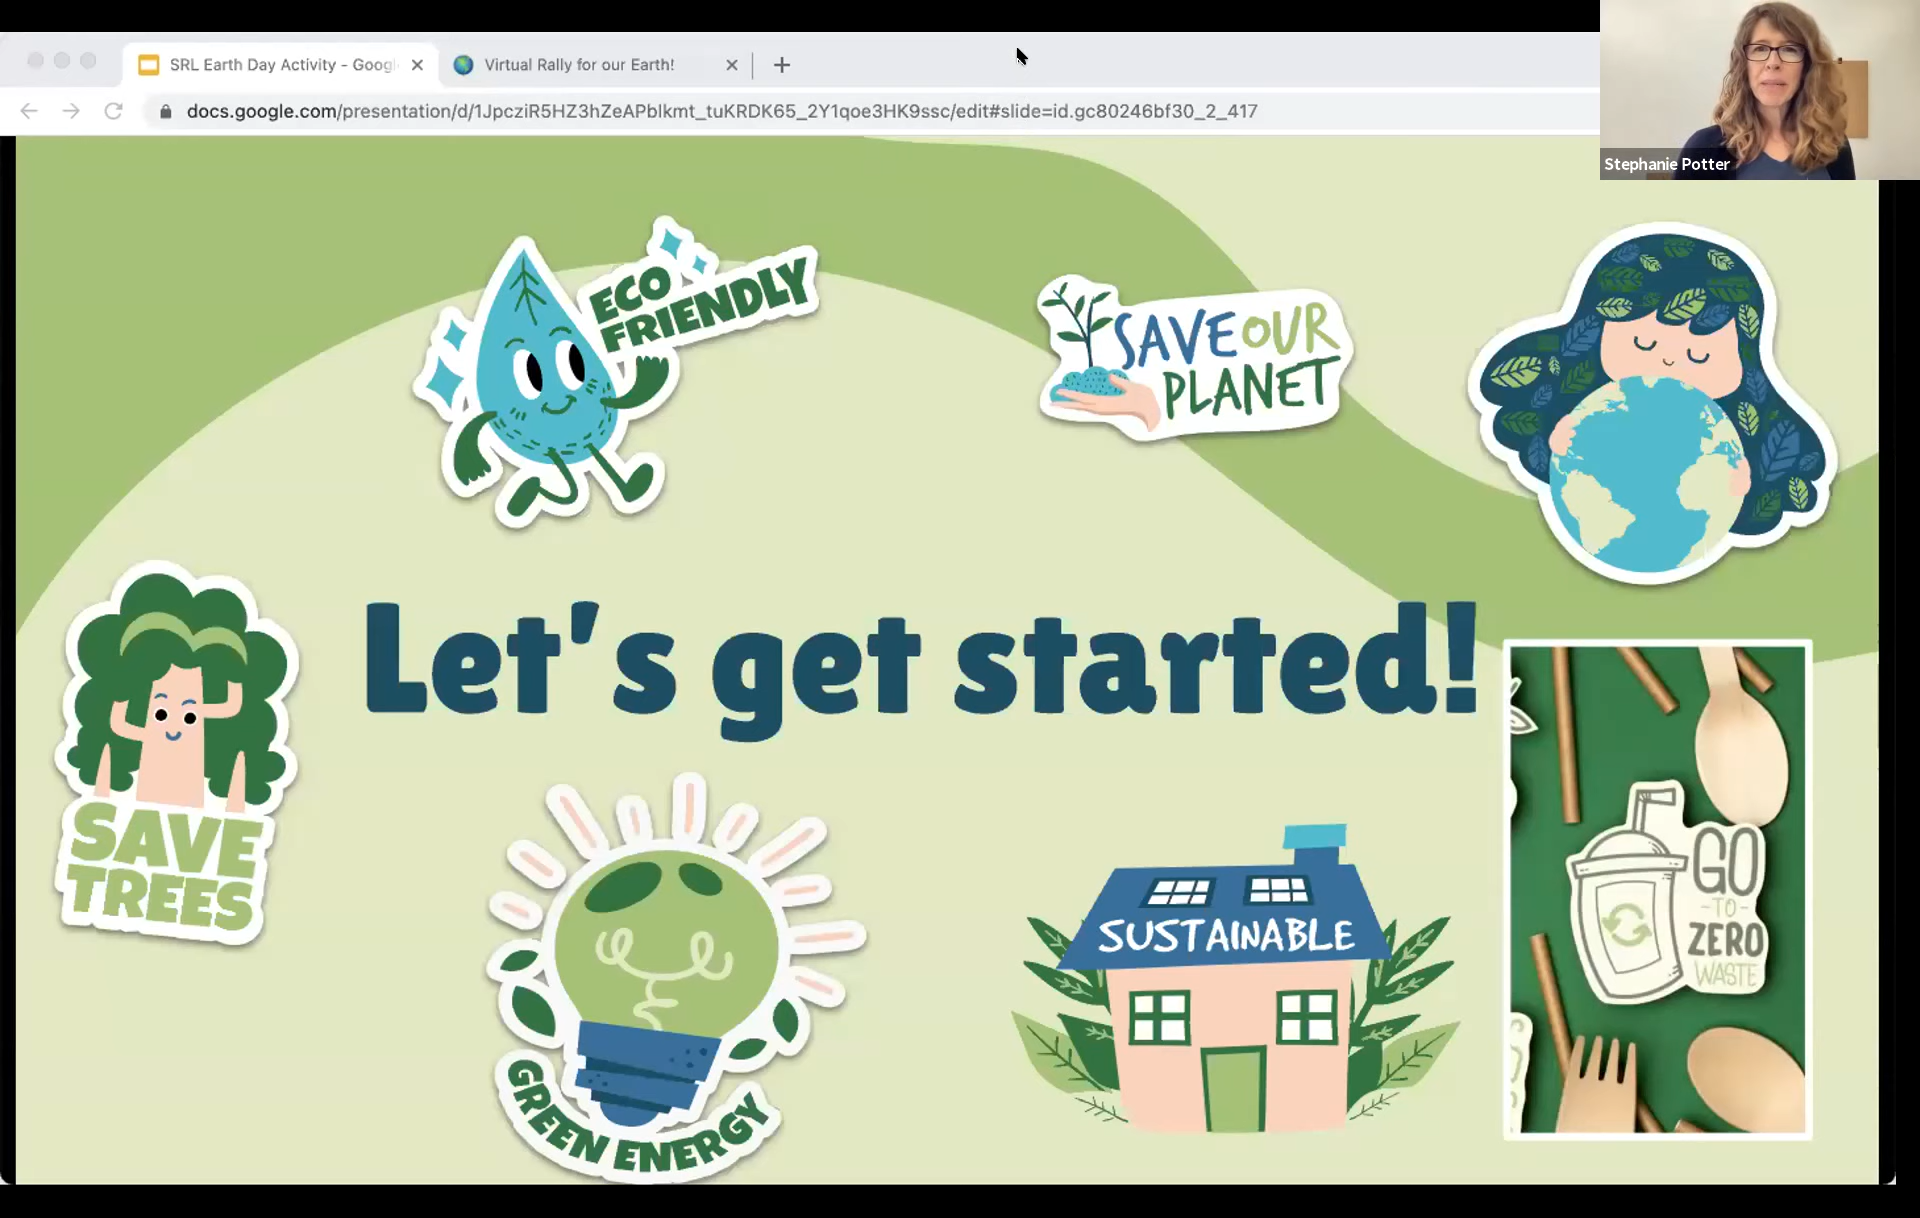 SRL Earth Day Activity - Googl
Virtual Rally for our Earth!
docs.google.com/presentation/d/1JpcziR5HZ3hZeAPblkmt_tuKRDK65_2Y1qoe3HK9ssc/edit#slide=id.gc80246bf30_2_417
Stephanie Potter
ECO
FRIENDLY
SAVE OUR
PLANET
Let's get started!
SAVE
TREES
GREEN ENERGY
SUSTAINABLE
GO
-TO-
ZERO
WASTE